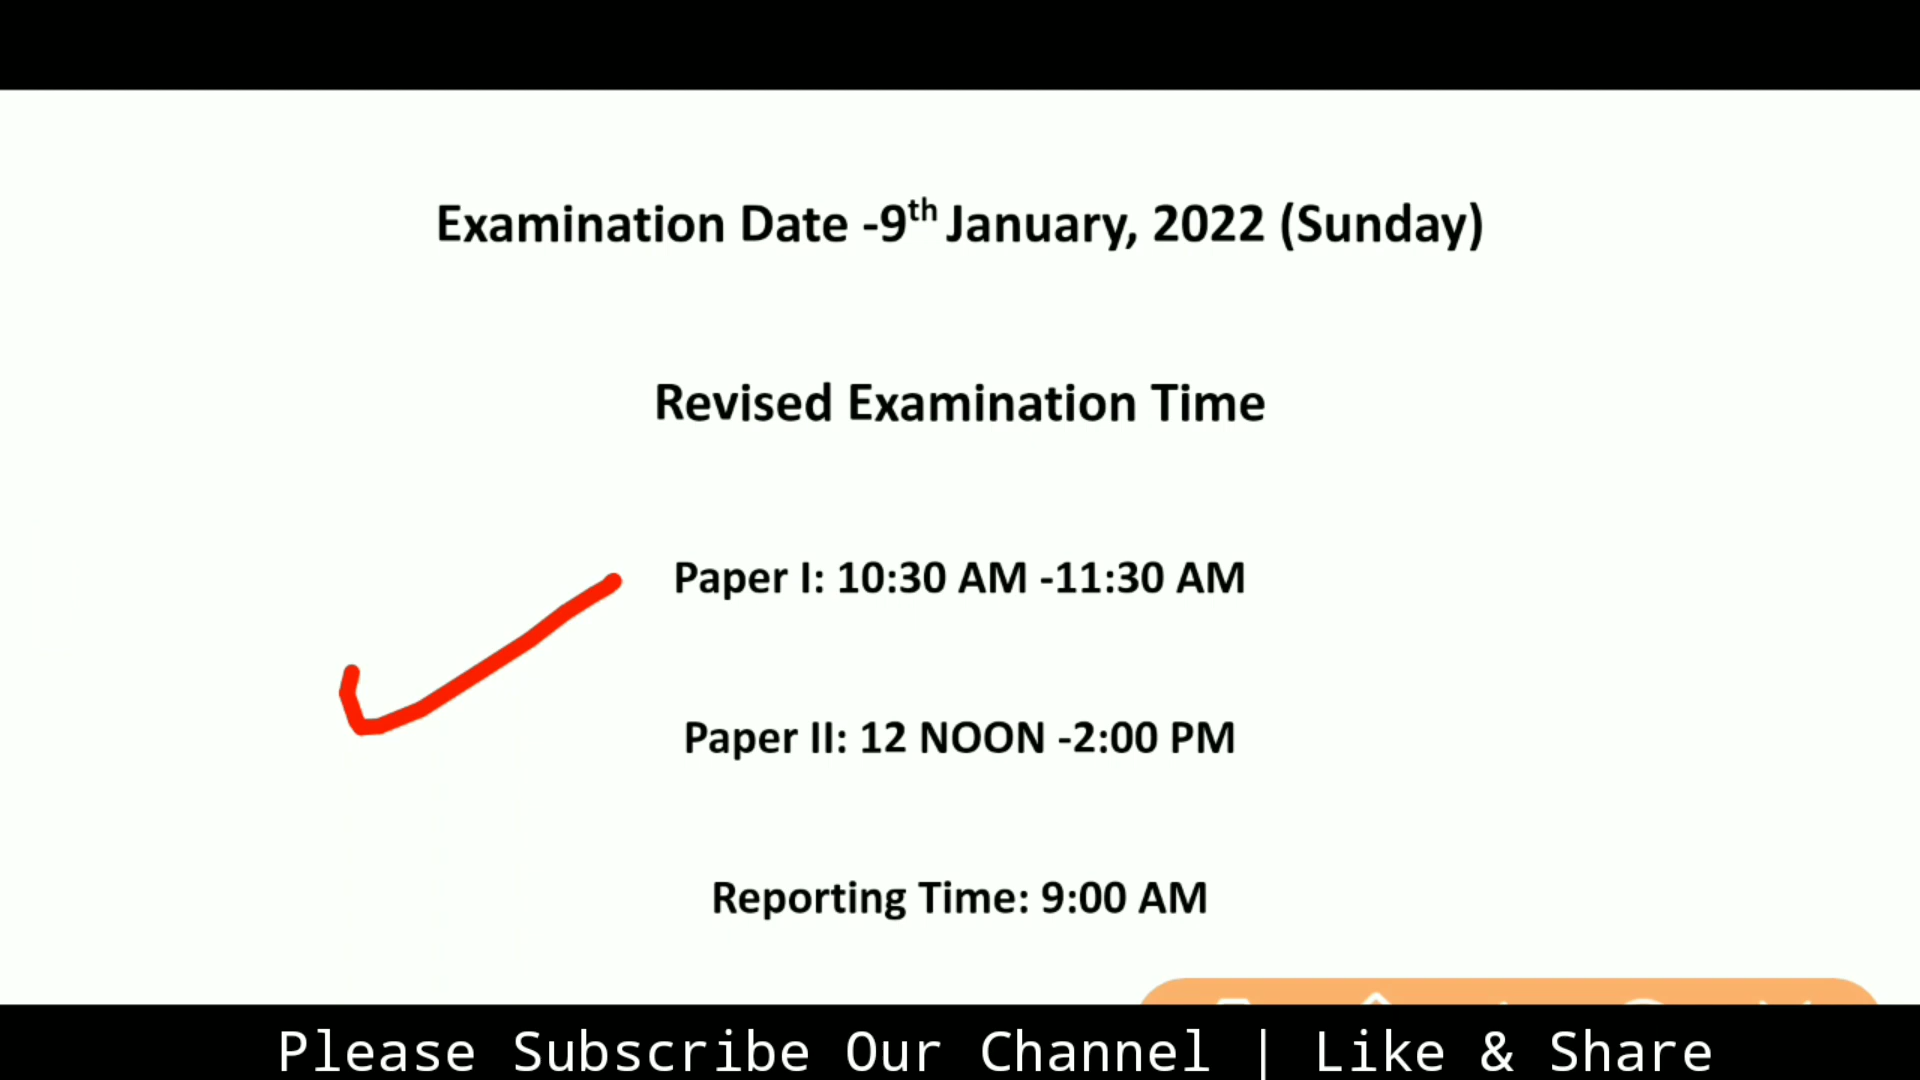 Examination Date -9th January, 2022 (Sunday)
Revised Examination Time
Paper I: 10:30 AM -11:30 AM
Paper II: 12 NOON -2:00 PM
Reporting Time: 9:00 AM
Please Subscribe Our Channel | Like & Share